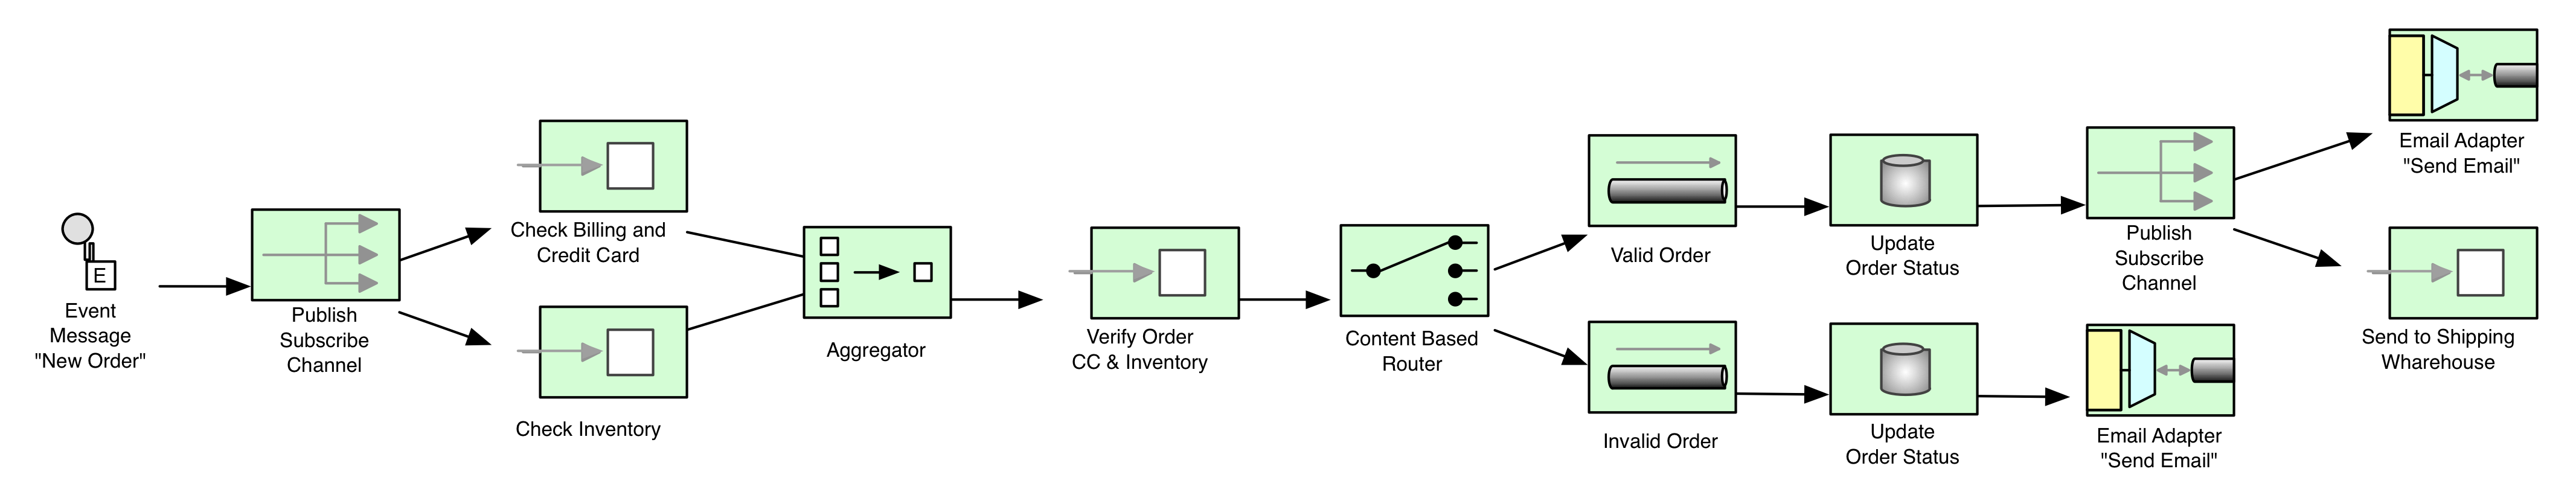 E
Event
Message
"New Order"
Publish
Subscribe
Channel
Check Billing and
Credit Card
Check Inventory
Aggregator
Verify Order
CC & Inventory
Content Based
Router
Valid Order
Invalid Order
Update
Order Status
Update
Order Status
Publish
Subscribe
Channel
Email Adapter
"Send Email"
Email Adapter
"Send Email"
Send to Shipping
Wharehouse